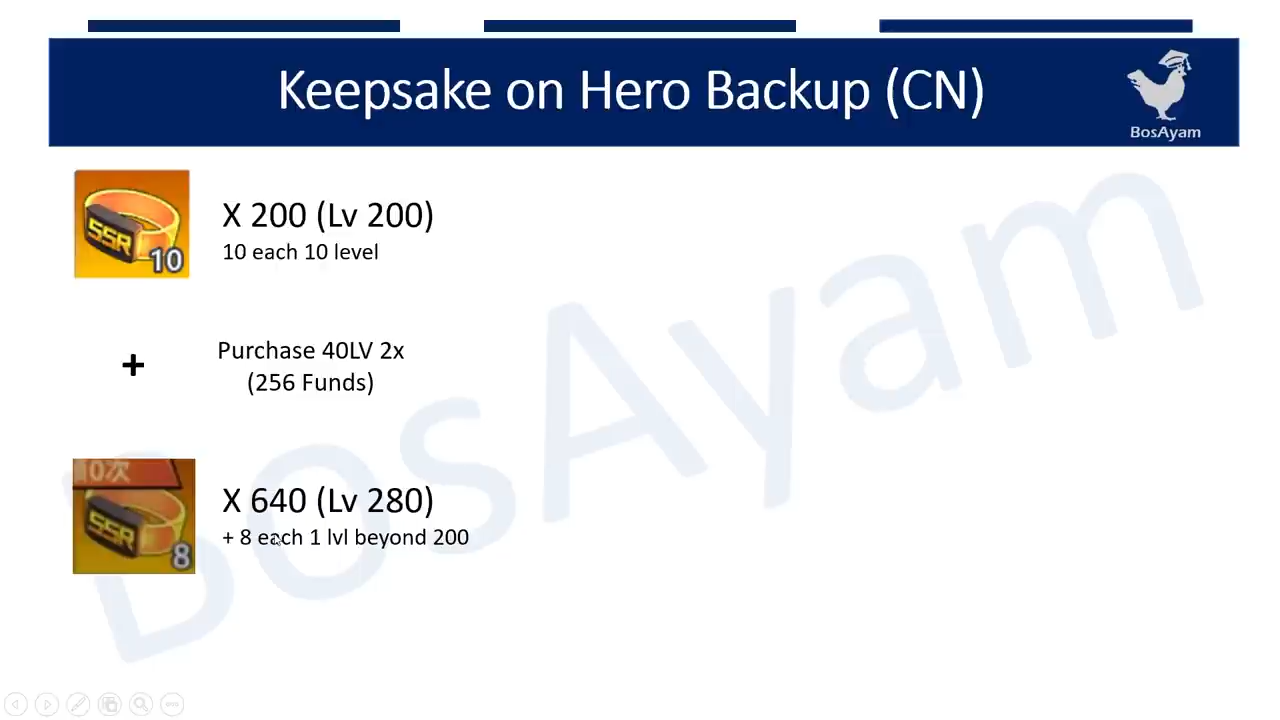 Keepsake on Hero Backup (CN)
BosAyam
SSR
10
X 200 (Lv 200)
10 each 10 level
+
Purchase 40LV 2x
(256 Funds)
0次
SSR
8
X 640 (Lv 280)
+ 8 each 1 lvl beyond 200
BosAyam